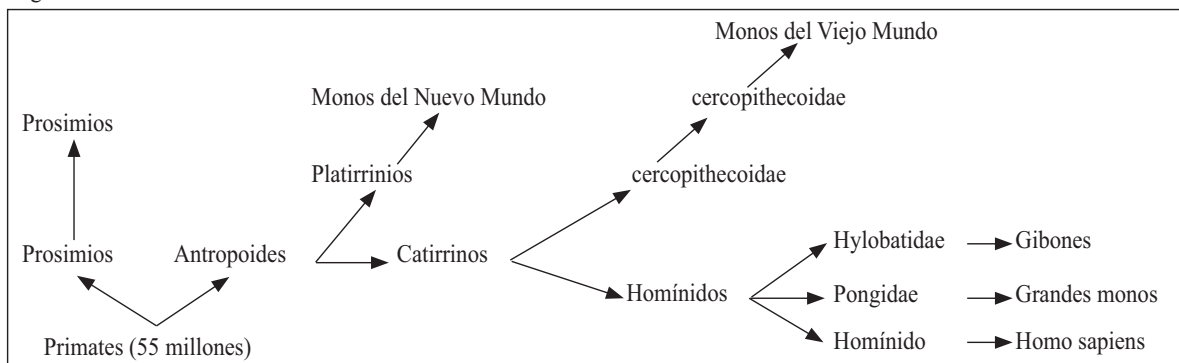 Monos del Viejo Mundo
Monos del Nuevo Mundo
cercopithecoidae
Prosimios
Platirrinios
cercopithecoidae
Prosimios
Antropoides
Catirrinos
Hylobatidae
Gibones
Homínidos
Pongidae
Grandes monos
Homínido
Homo sapiens
Primates (55 millones)